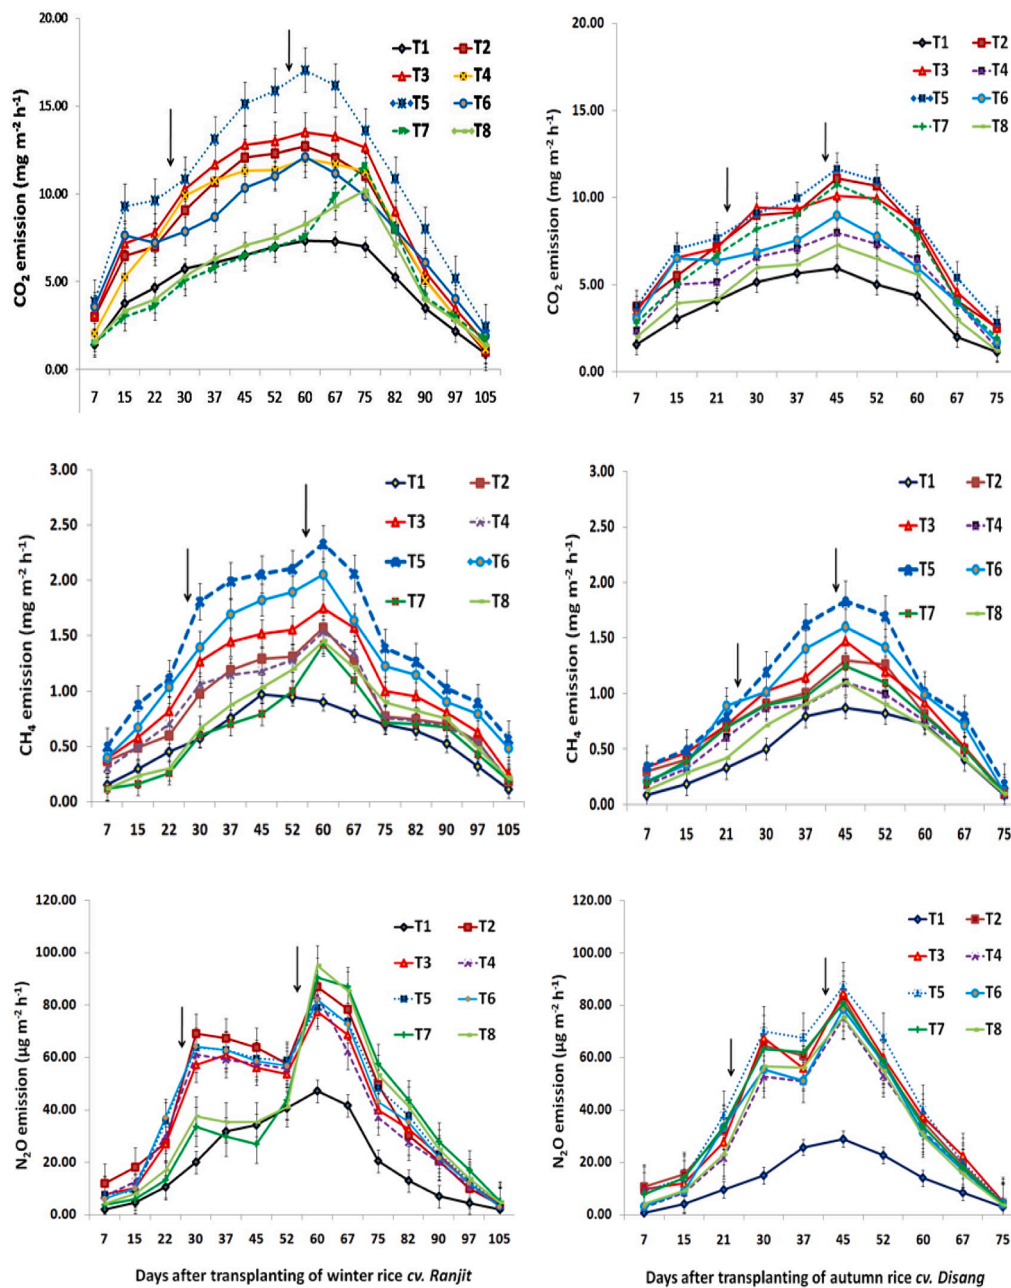 CO₂ emission (mg m⁻² h⁻¹)
20.00
15.00
10.00
5.00
0.00
T1 T2
T3 T4
T5 T6
T7 T8
7 15 22 30 37 45 52 60 67 75 82 90 97 105
CO₂ emission (mg m⁻² h⁻¹)
20.00
15.00
10.00
5.00
0.00
T1 T2
T3 T4
T5 T6
T7 T8
7 15 21 30 37 45 52 60 67 75
CH₄ emission (mg m⁻² h⁻¹)
3.00
2.50
2.00
1.50
1.00
0.50
0.00
T1 T2
T3 T4
T5 T6
T7 T8
7 15 22 30 37 45 52 60 67 75 82 90 97 105
CH₄ emission (mg m⁻² h⁻¹)
3.00
2.50
2.00
1.50
1.00
0.50
0.00
T1 T2
T3 T4
T5 T6
T7 T8
7 15 21 30 37 45 52 60 67 75
N₂O emission (µg m⁻² h⁻¹)
120.00
100.00
80.00
60.00
40.00
20.00
0.00
T1 T2
T3 T4
T5 T6
T7 T8
7 15 22 30 37 45 52 60 67 75 82 90 97 105
Days after transplanting of winter rice cv. Ranjit
N₂O emission (µg m⁻² h⁻¹)
120.00
100.00
80.00
60.00
40.00
20.00
0.00
T1 T2
T3 T4
T5 T6
T7 T8
7 15 21 30 37 45 52 60 67 75
Days after transplanting of autumn rice cv. Disang